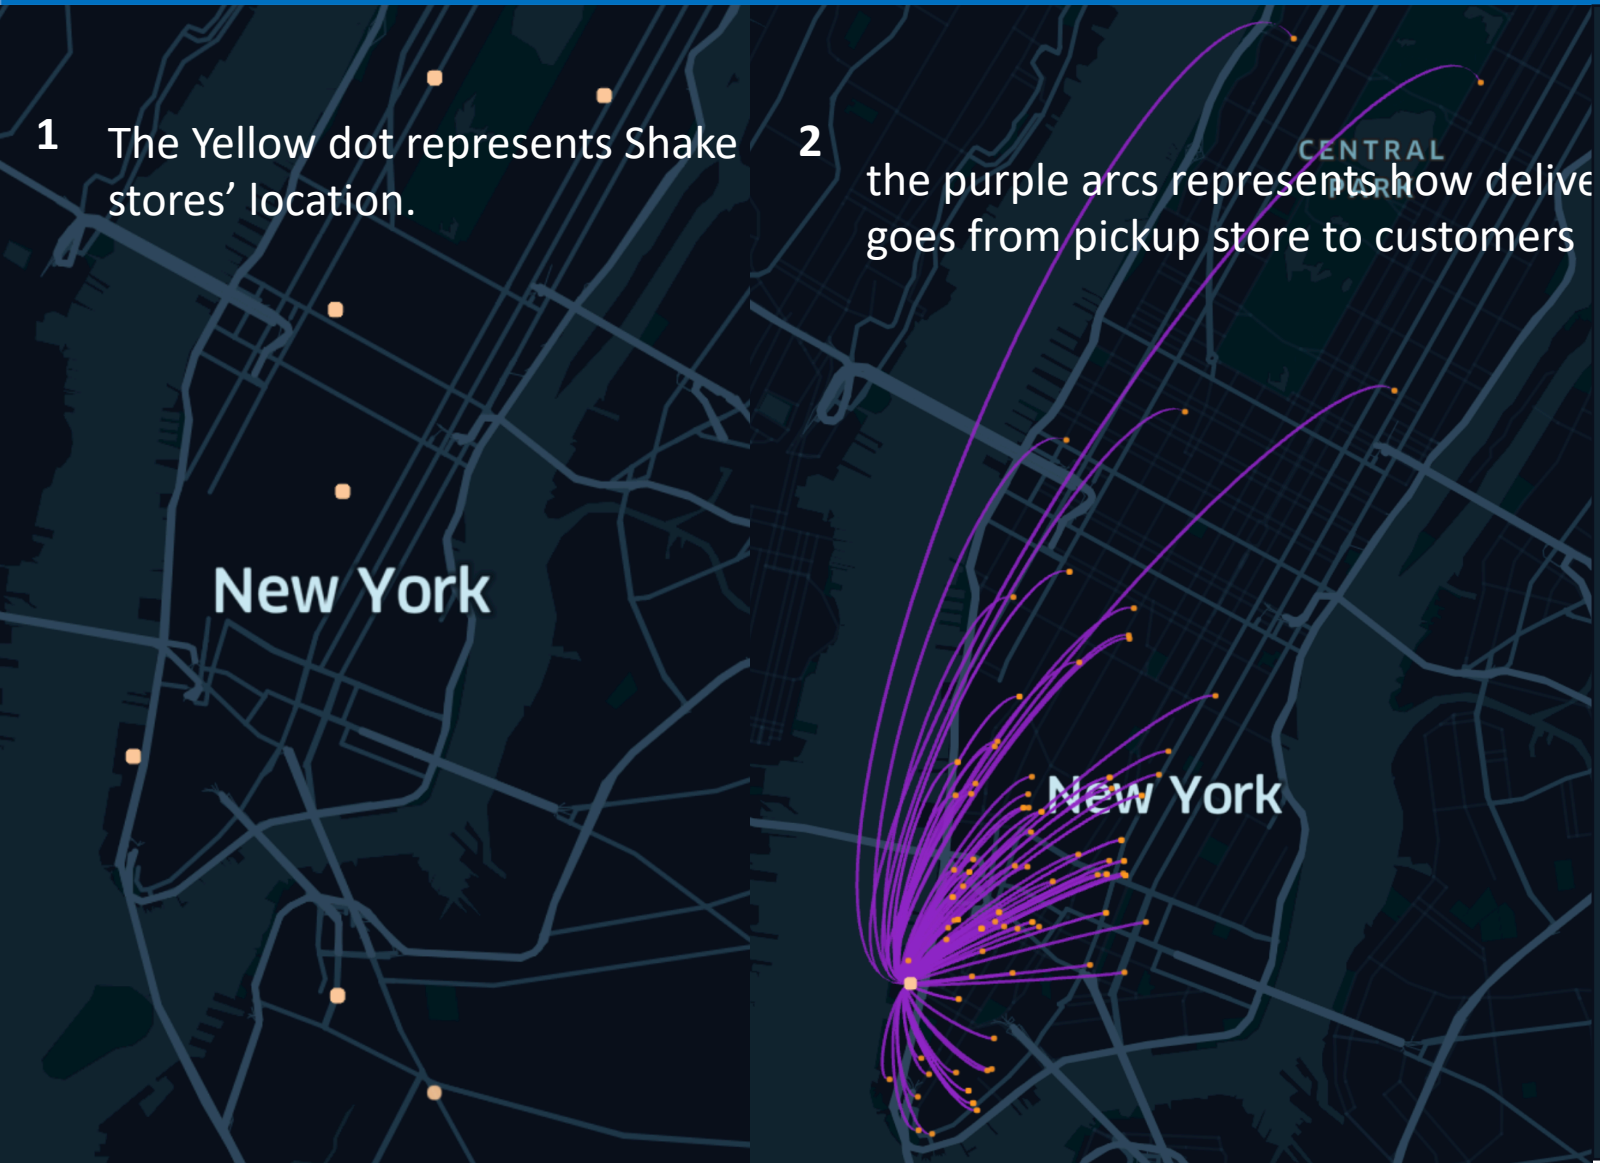 1
The Yellow dot represents Shake
stores’ location.
New York
2
CENTRAL
PARK
the purple arcs represents how delive
goes from pickup store to customers
New York